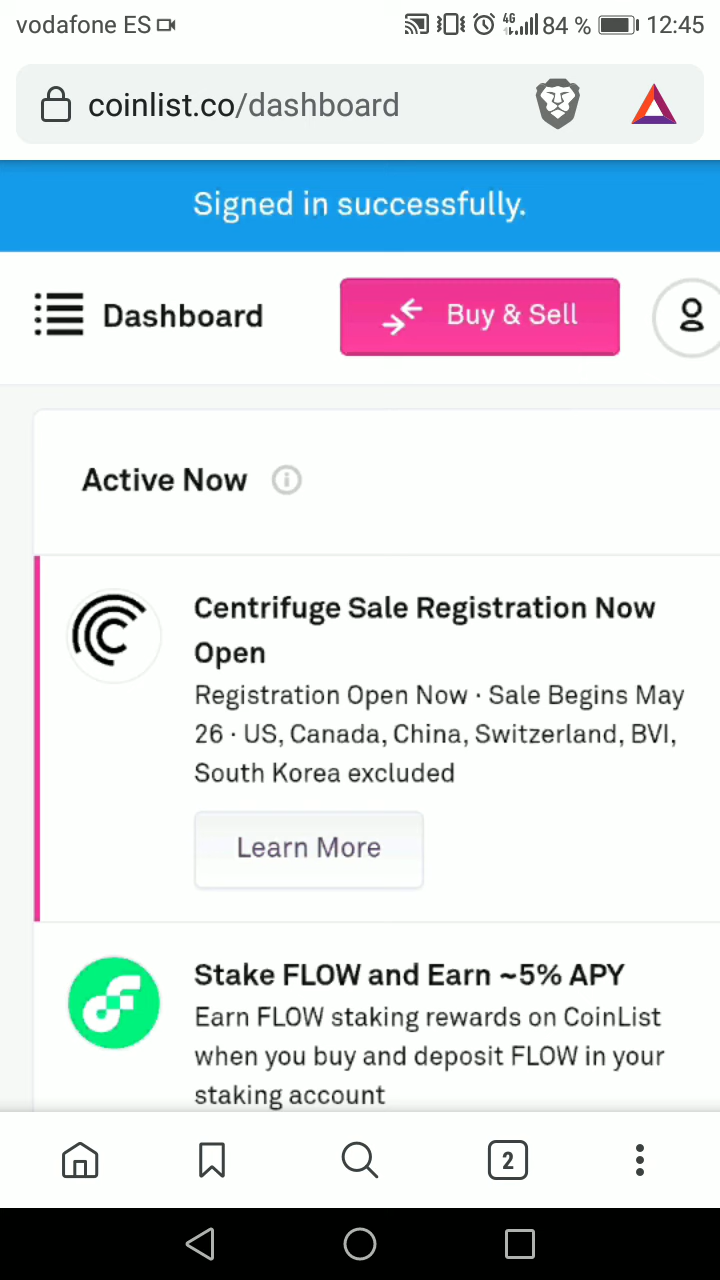 vodafone ES 4G 84 % 12:45
coinlist.co/dashboard
Signed in successfully.
Dashboard
Buy & Sell
Active Now
Centrifuge Sale Registration Now
Open
Registration Open Now · Sale Begins May
26 · US, Canada, China, Switzerland, BVI,
South Korea excluded
Learn More
Stake FLOW and Earn ~5% APY
Earn FLOW staking rewards on CoinList
when you buy and deposit FLOW in your
staking account
2